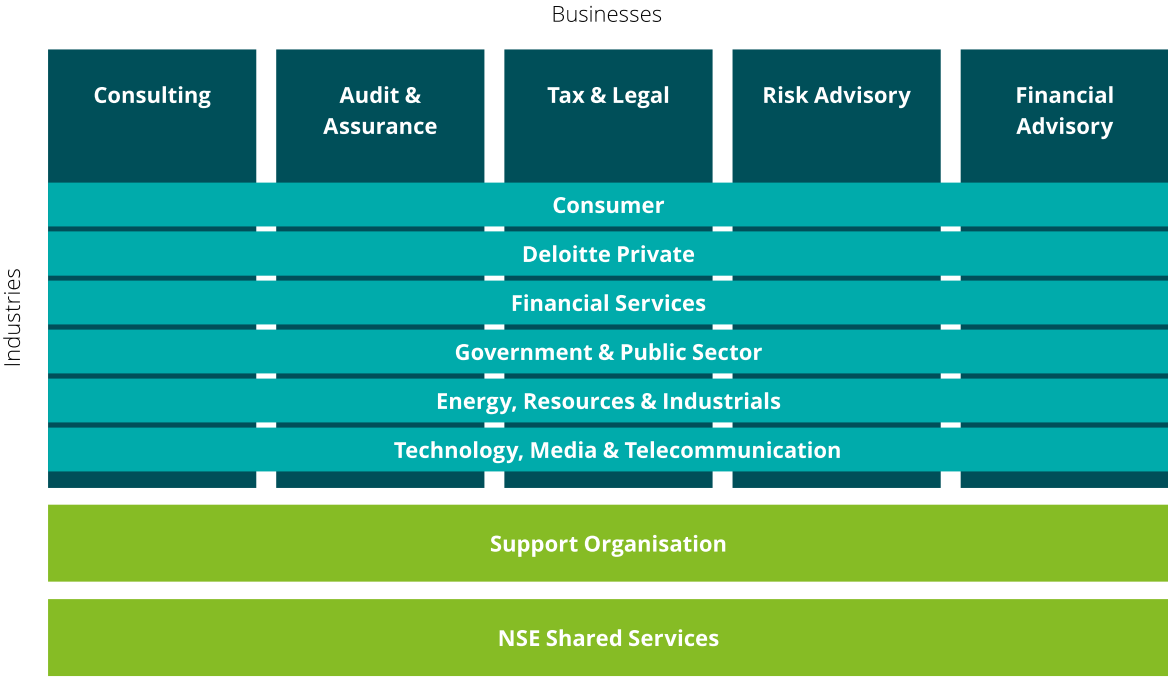 Businesses
Consulting
Audit &
Assurance
Tax & Legal
Risk Advisory
Financial
Advisory
Industries
Consumer
Deloitte Private
Financial Services
Government & Public Sector
Energy, Resources & Industrials
Technology, Media & Telecommunication
Support Organisation
NSE Shared Services